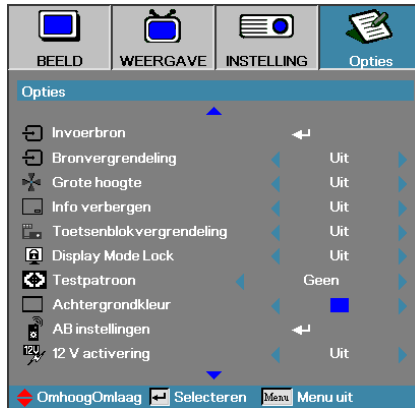 BEELD WEERGAVE INSTELLING Opties
Opties
Invoerbron
Bronvergrendeling Uit
Grote hoogte Uit
Info verbergen Uit
Toetsenblokvergrendeling Uit
Display Mode Lock Uit
Testpatroon Geen
Achtergrondkleur
AB instellingen
12V 12 V activering Uit
OmhoogOmlaag Selecteren Menu Menu uit